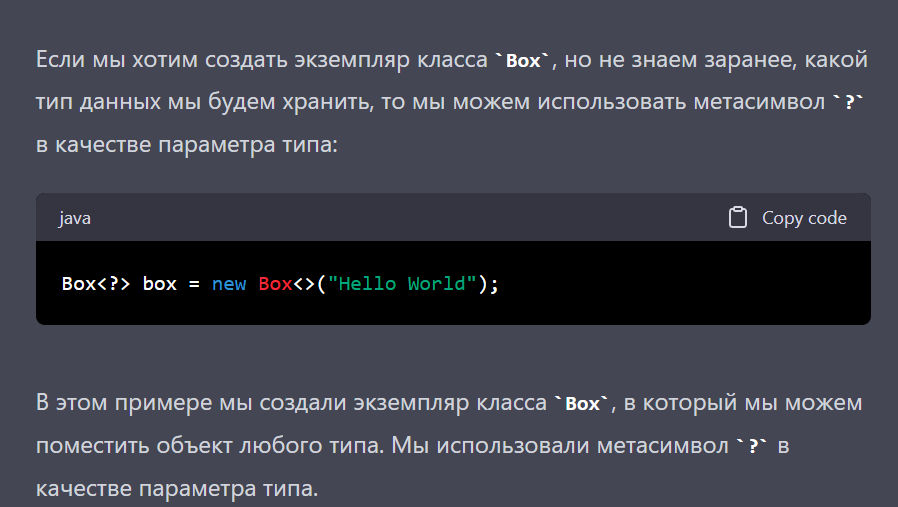 Если мы хотим создать экземпляр класса `Box`, но не знаем заранее, какой
тип данных мы будем хранить, то мы можем использовать метасимвол `?`
в качестве параметра типа:
java Copy code
Box<?> box = new Box<>("Hello World");
В этом примере мы создали экземпляр класса `Box`, в который мы можем
поместить объект любого типа. Мы использовали метасимвол `?` в
качестве параметра типа.